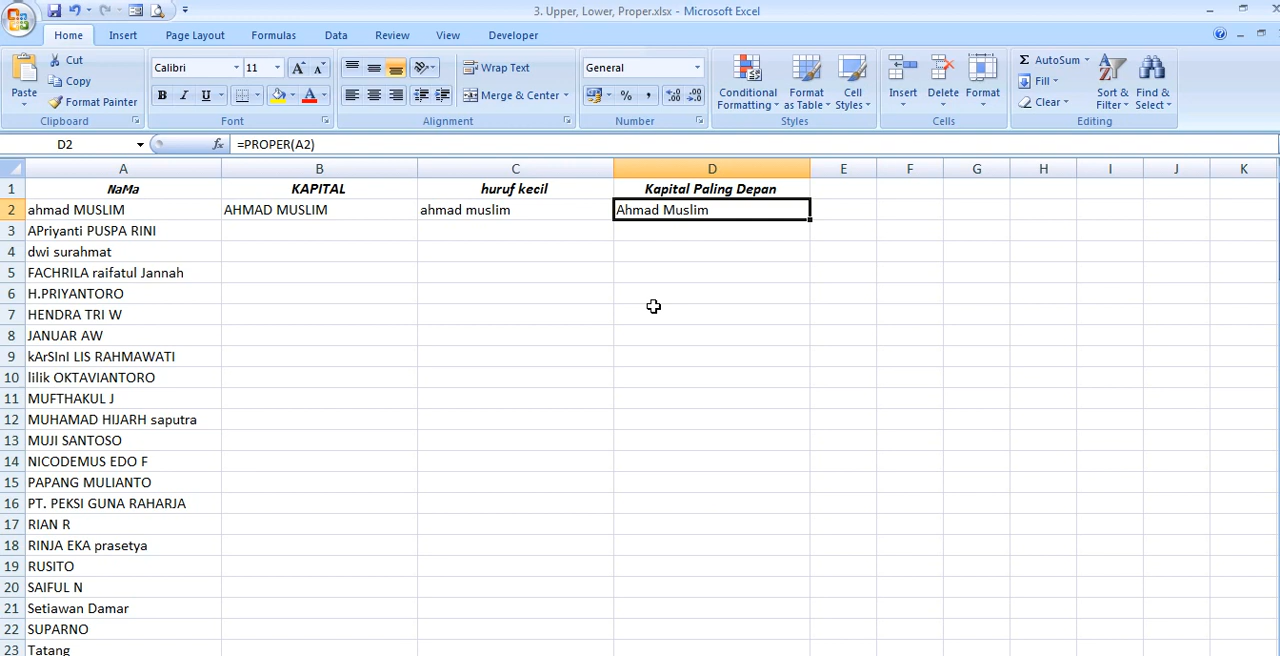 3. Upper, Lower, Proper.xlsx - Microsoft Excel
Home Insert Page Layout Formulas Data Review View Developer
Cut Calibri 11 A A Wrap Text General Σ AutoSum
Copy Fill
Paste Format Painter B I U A Merge & Center % , Conditional Formatting Format as Table Cell Styles Insert Delete Format Clear Sort & Filter Find & Select
Clipboard Font Alignment Number Styles Cells Editing
D2 fx =PROPER(A2)
A B C D E F G H I J K
1 NaMa KAPITAL huruf kecil Kapital Paling Depan
2 ahmad MUSLIM AHMAD MUSLIM ahmad muslim Ahmad Muslim
3 APriyanti PUSPA RINI
4 dwi surahmat
5 FACHRILA raifatul Jannah
6 H.PRIYANTORO
7 HENDRA TRI W
8 JANUAR AW
9 kArSInI LIS RAHMAWATI
10 lilik OKTAVIANTORO
11 MUFTHAKUL J
12 MUHAMAD HIJARH saputra
13 MUJI SANTOSO
14 NICODEMUS EDO F
15 PAPANG MULIANTO
16 PT. PEKSI GUNA RAHARJA
17 RIAN R
18 RINJA EKA prasetya
19 RUSITO
20 SAIFUL N
21 Setiawan Damar
22 SUPARNO
23 Tatang